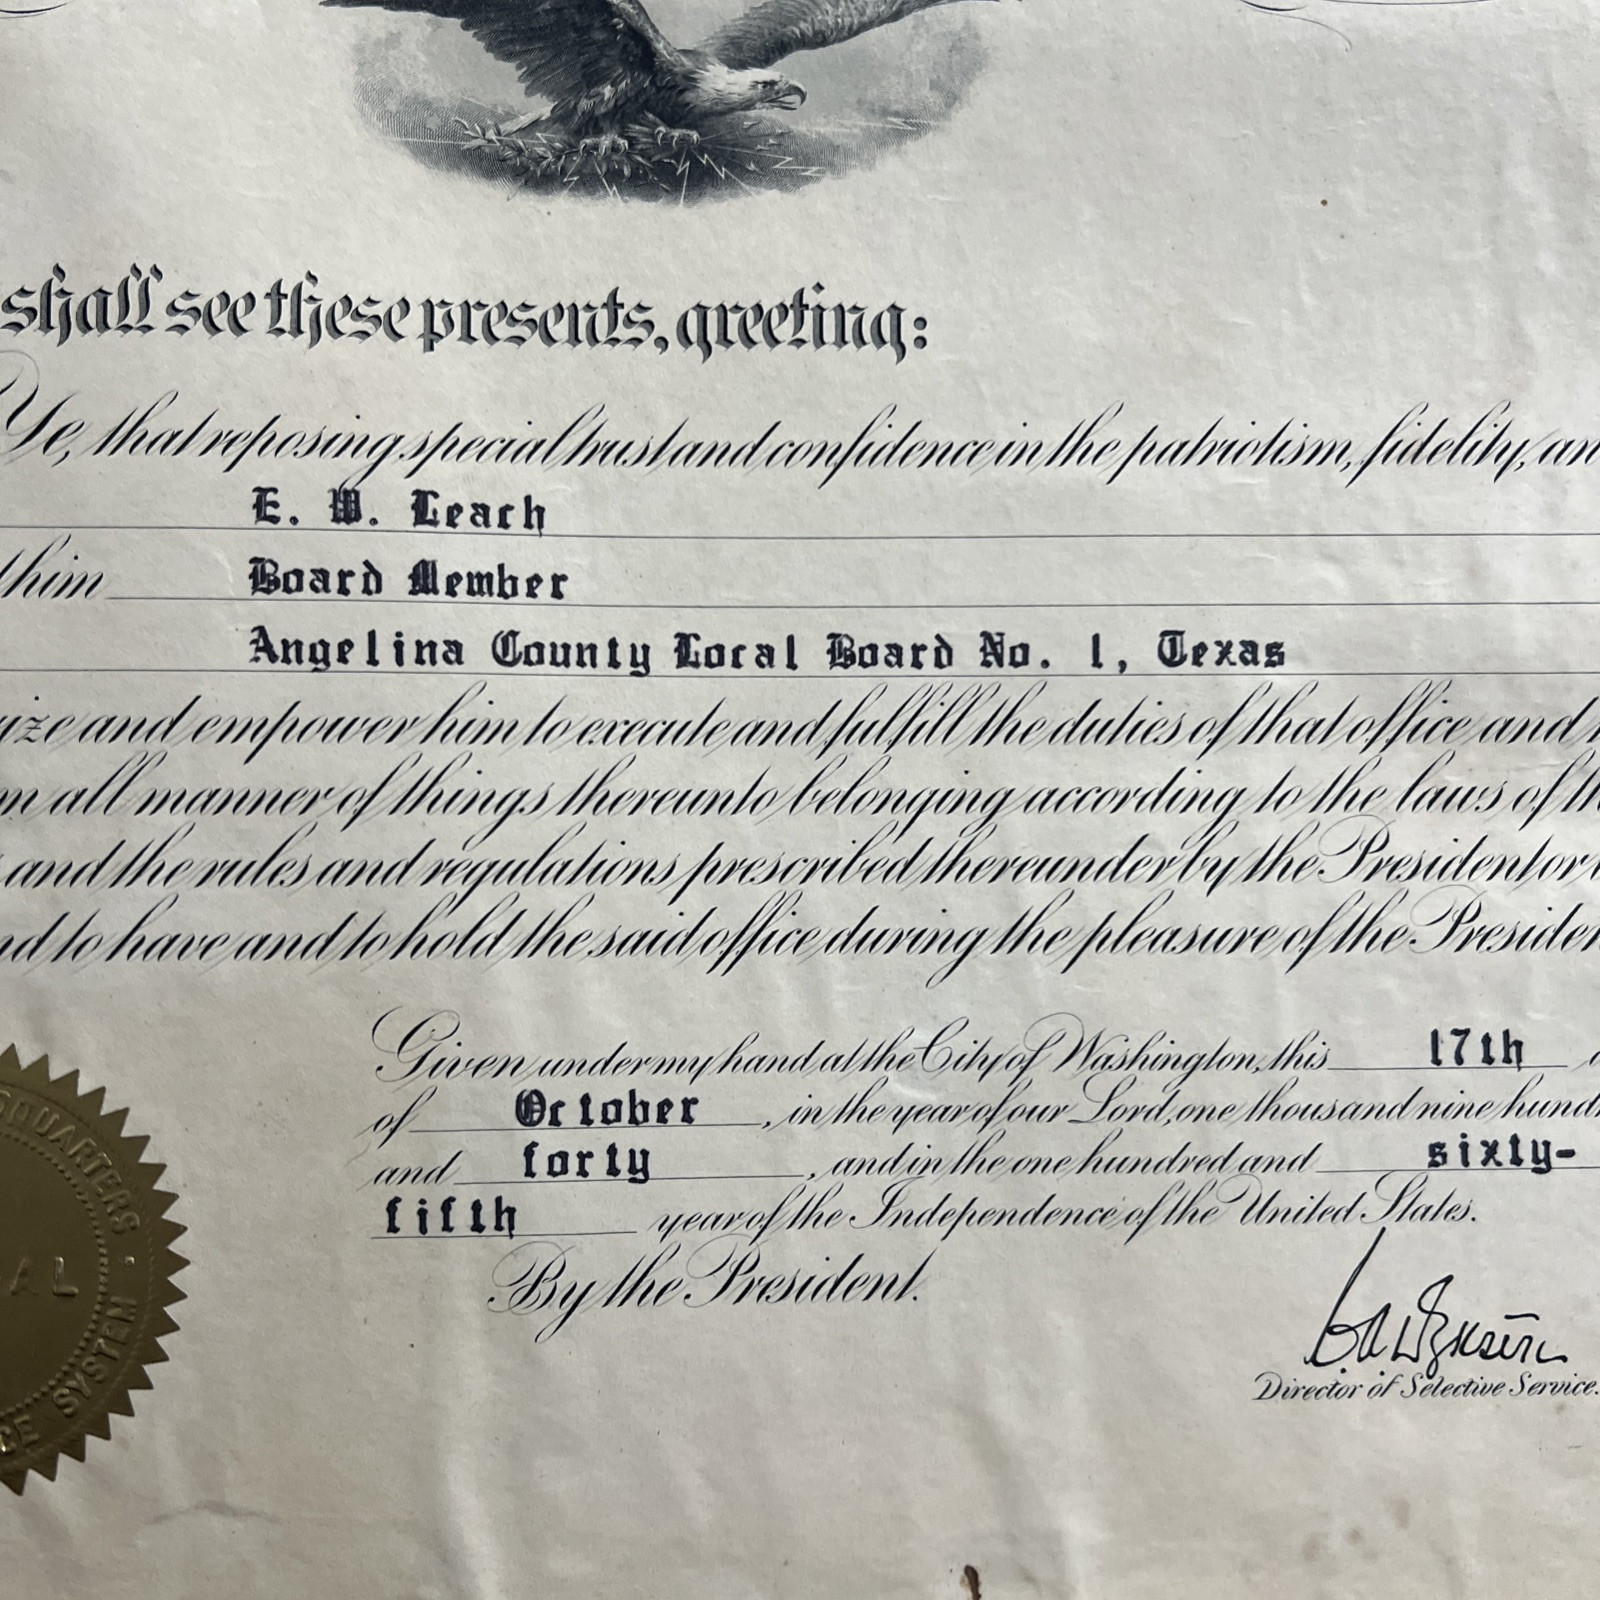 shall see these presents, greeting:
Ye, that reposing special trust and confidence in the patriotism, fidelity, an
E. W. Leach
him Board Member
Angelina County Local Board No. 1, Texas
ize and empower him to execute and fulfill the duties of that office and
m all manner of things thereunto belonging according to the laws of th
and the rules and regulations prescribed thereunder by the President or
nd to have and to hold the said office during the pleasure of the Presiden
Given under my hand at the City of Washington, this 17th
of October, in the year of our Lord, one thousand nine hund
and forty, and in the one hundred and sixty-
fifth year of the Independence of the United States.
By the President.
Director of Selective Service.
QUARTERS
AL
CE SYSTEM